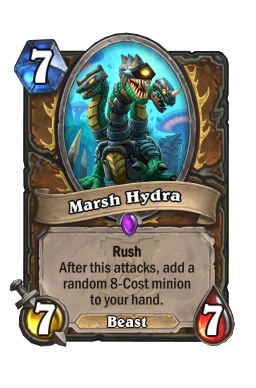 7
Marsh Hydra
Rush
After this attacks, add a
random 8-Cost minion
to your hand.
7
Beast
7